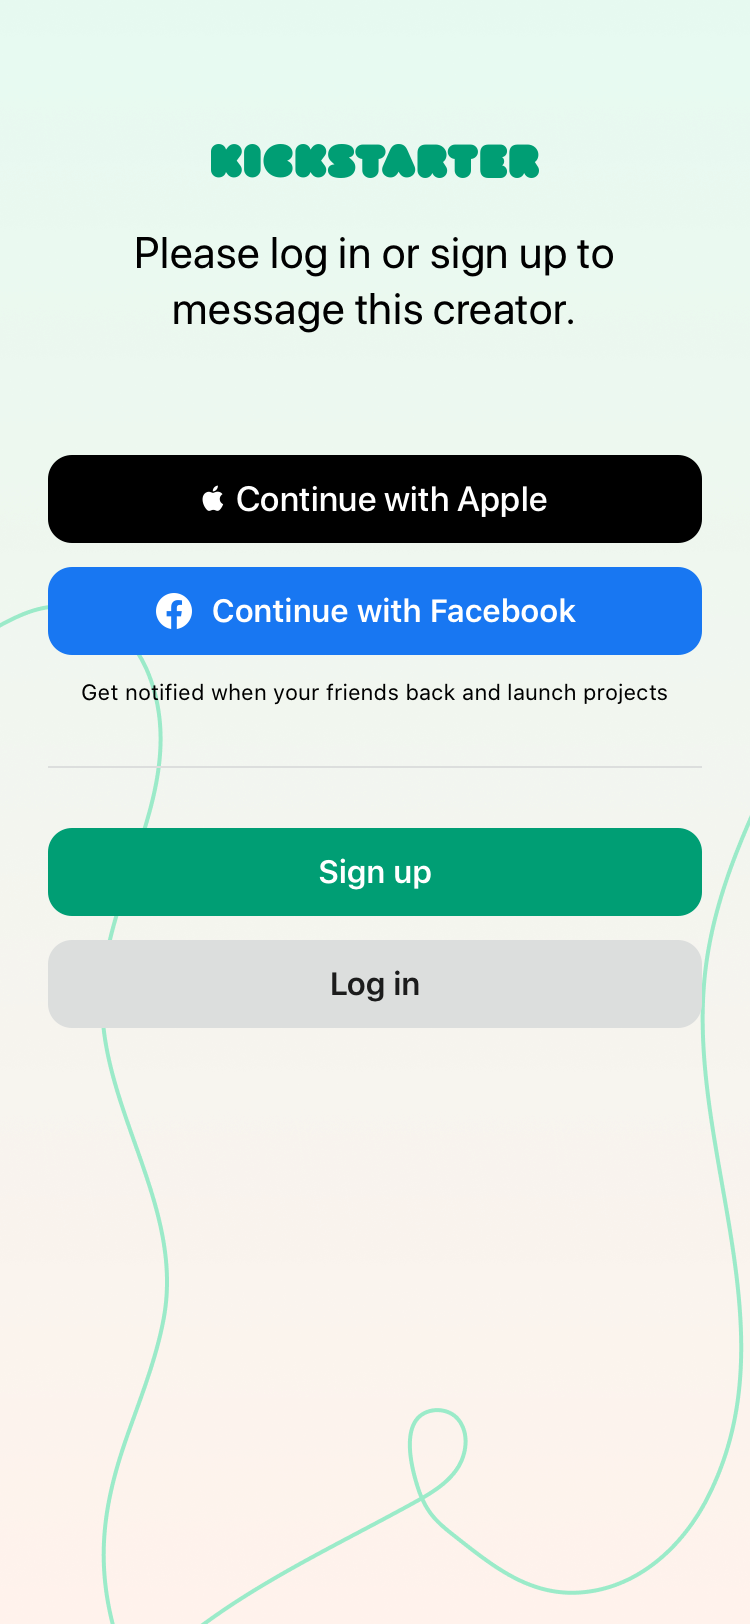 KICKSTARTER
Please log in or sign up to
message this creator.
Continue with Apple
Continue with Facebook
Get notified when your friends back and launch projects
Sign up
Log in